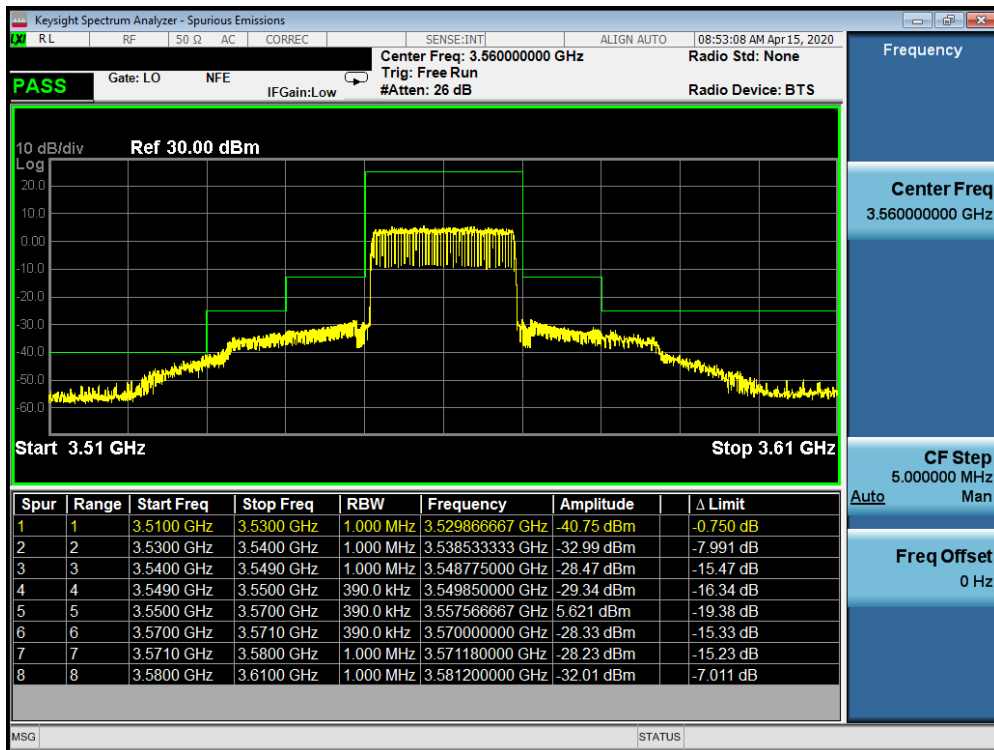 Keysight Spectrum Analyzer - Spurious Emissions
LXI RL RF 50 Ω AC CORREC SENSE:INT ALIGN AUTO 08:53:08 AM Apr 15, 2020
Center Freq: 3.560000000 GHz Radio Std: None
PASS Gate: LO NFE Trig: Free Run
IFGain:Low #Atten: 26 dB Radio Device: BTS
10 dB/div Ref 30.00 dBm
Log
20.0
10.0
0.00
-10.0
-20.0
-30.0
-40.0
-50.0
-60.0
Start 3.51 GHz Stop 3.61 GHz
Spur Range Start Freq Stop Freq RBW Frequency Amplitude Δ Limit
1 1 3.5100 GHz 3.5300 GHz 1.000 MHz 3.529866667 GHz -40.75 dBm -0.750 dB
2 2 3.5300 GHz 3.5400 GHz 1.000 MHz 3.538533333 GHz -32.99 dBm -7.991 dB
3 3 3.5400 GHz 3.5490 GHz 1.000 MHz 3.548775000 GHz -28.47 dBm -15.47 dB
4 4 3.5490 GHz 3.5500 GHz 390.0 kHz 3.549850000 GHz -29.34 dBm -16.34 dB
5 5 3.5500 GHz 3.5700 GHz 390.0 kHz 3.557566667 GHz 5.621 dBm -19.38 dB
6 6 3.5700 GHz 3.5710 GHz 390.0 kHz 3.570000000 GHz -28.33 dBm -15.33 dB
7 7 3.5710 GHz 3.5800 GHz 1.000 MHz 3.571180000 GHz -28.23 dBm -15.23 dB
8 8 3.5800 GHz 3.6100 GHz 1.000 MHz 3.581200000 GHz -32.01 dBm -7.011 dB
MSG STATUS
Frequency
Center Freq
3.560000000 GHz
CF Step
5.000000 MHz
Auto Man
Freq Offset
0 Hz